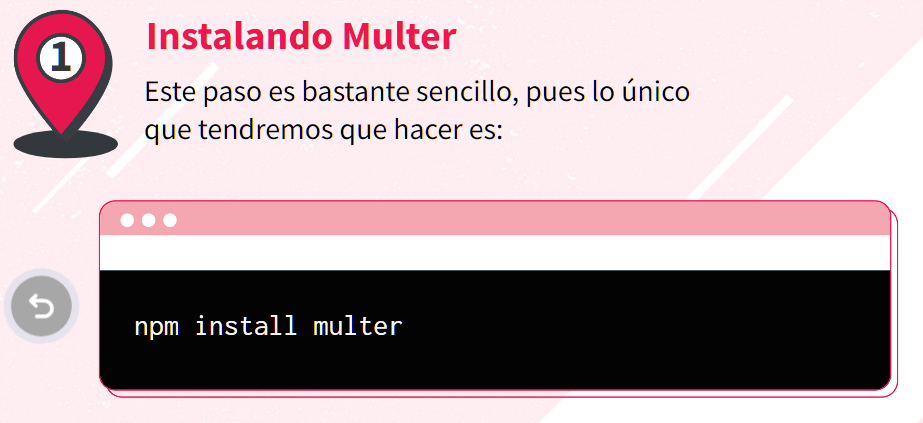 1
Instalando Multer
Este paso es bastante sencillo, pues lo único
que tendremos que hacer es:
npm install multer